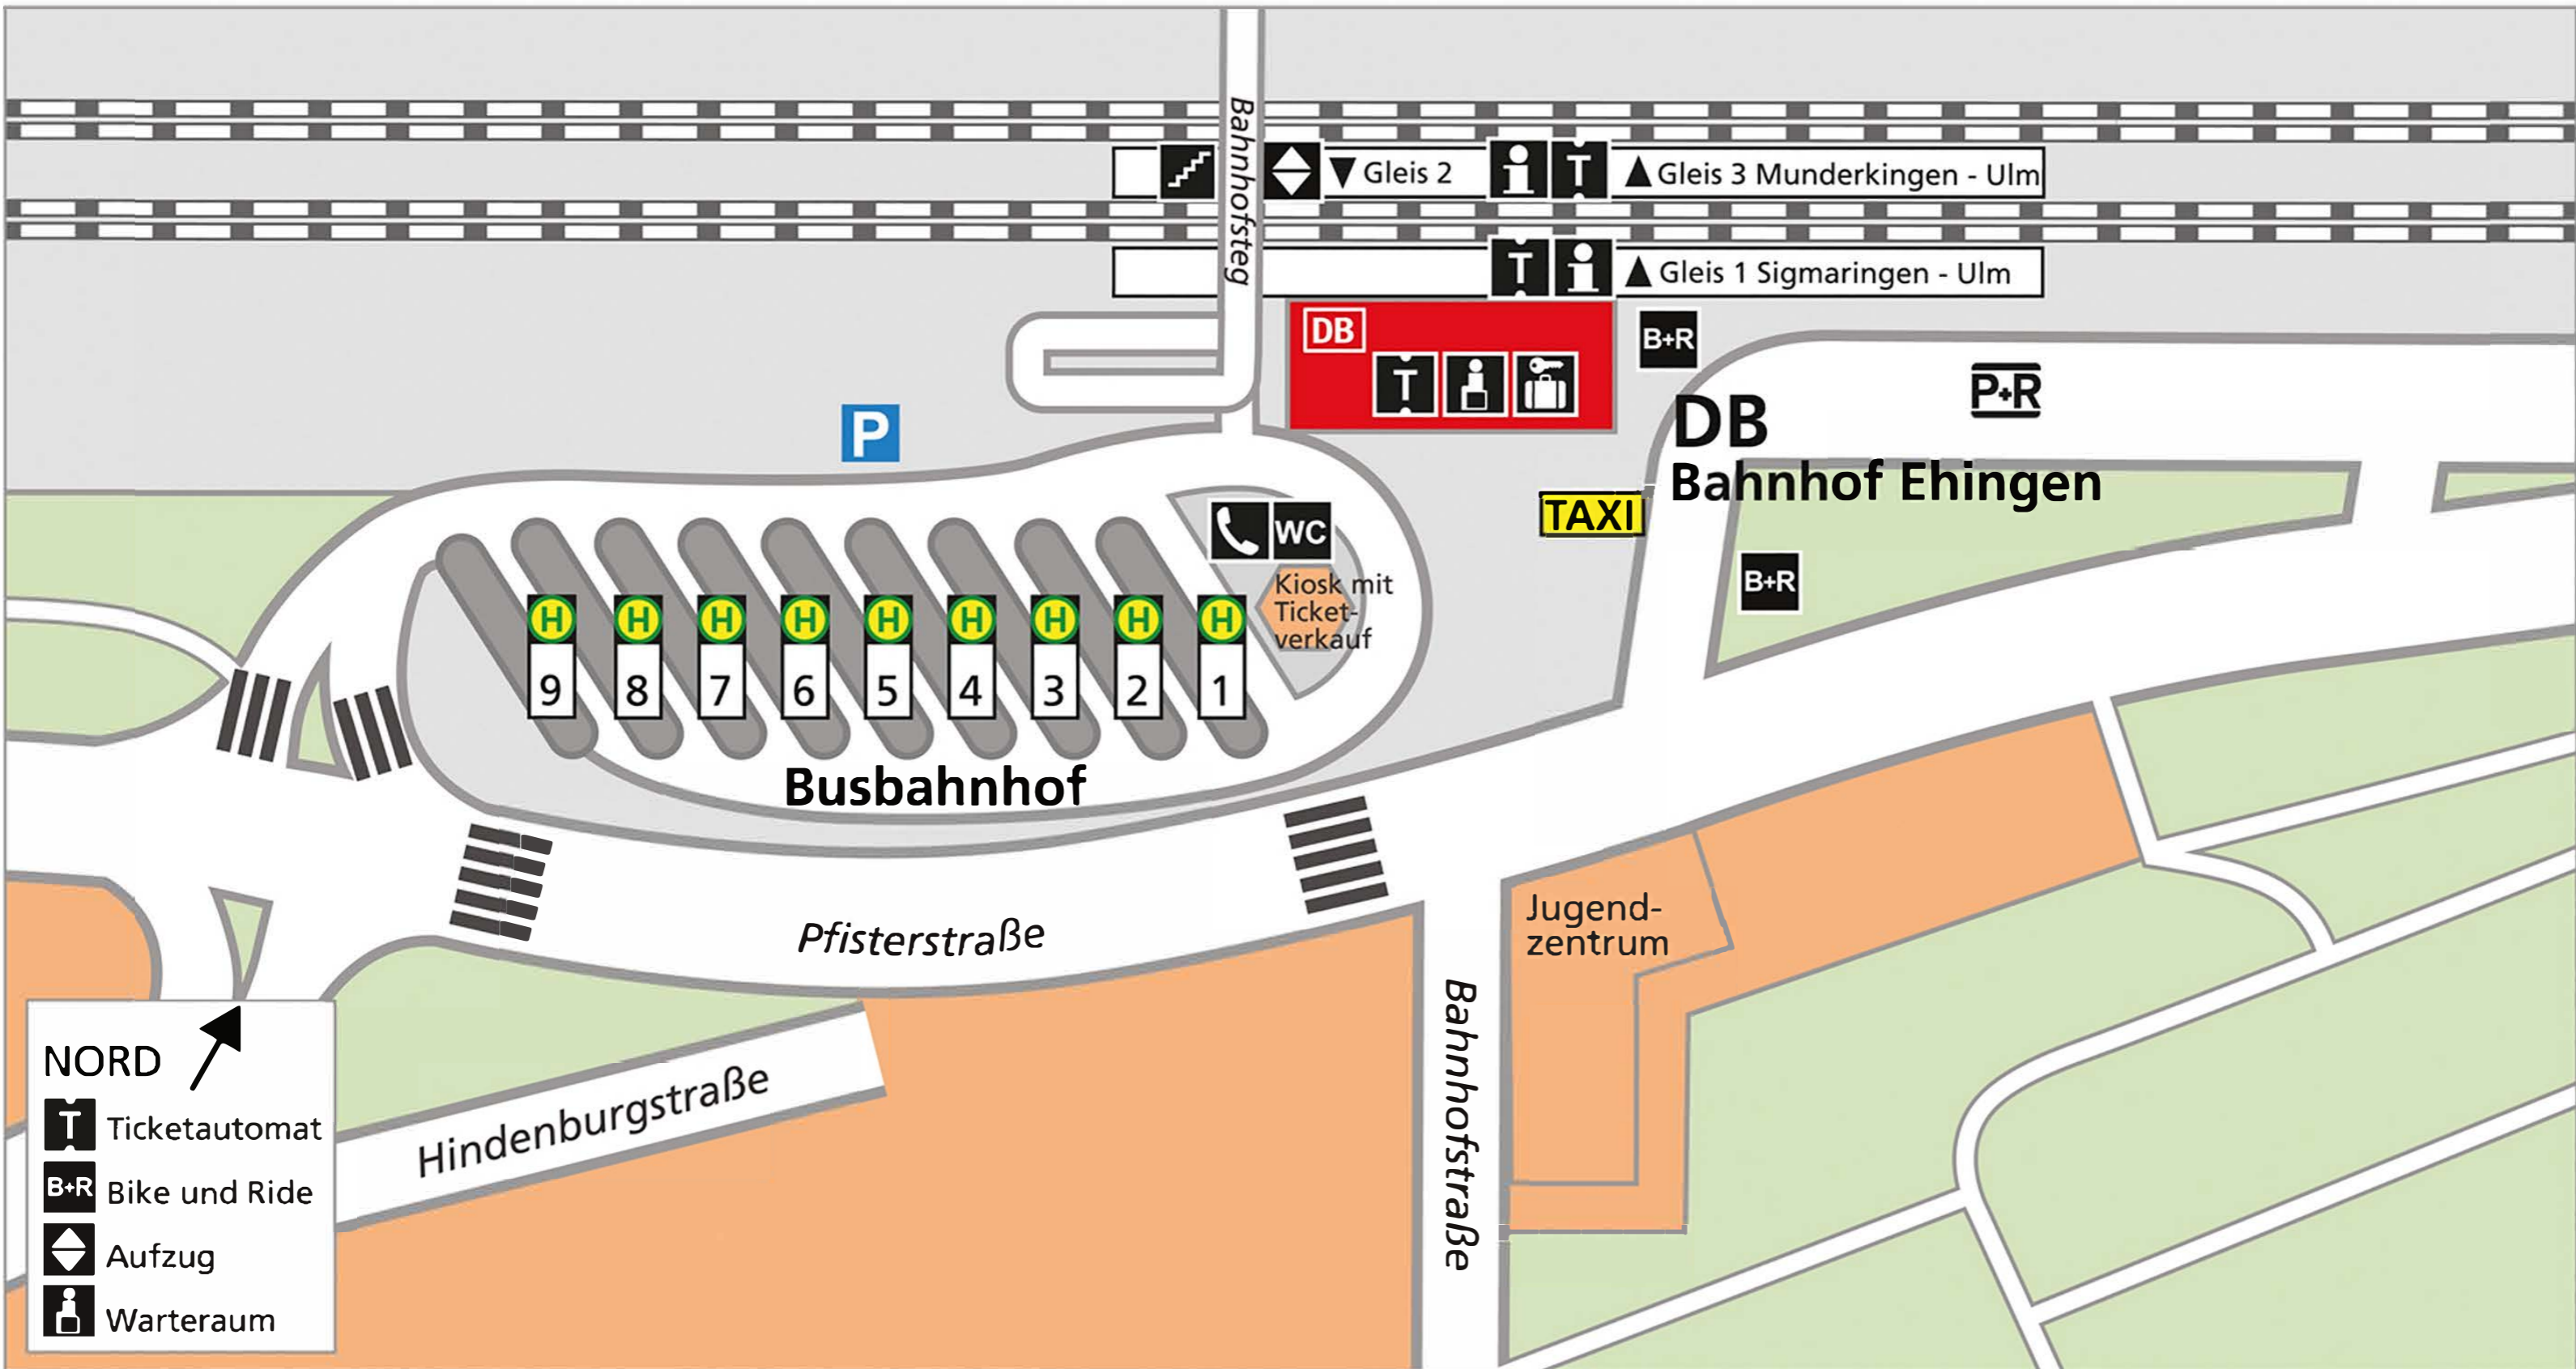 Bahnhofsteg
▼ Gleis 2
T
▲ Gleis 3 Munderkingen - Ulm
T
▲ Gleis 1 Sigmaringen - Ulm
DB
T
B+R
P+R
P
DB
Bahnhof Ehingen
TAXI
WC
B+R
Kiosk mit
Ticket-
verkauf
H H H H H H H H H
9 8 7 6 5 4 3 2 1
Busbahnhof
Pfisterstraße
Jugend-
zentrum
Bahnhofstraße
Hindenburgstraße
NORD
T Ticketautomat
B+R Bike und Ride
Aufzug
Warteraum